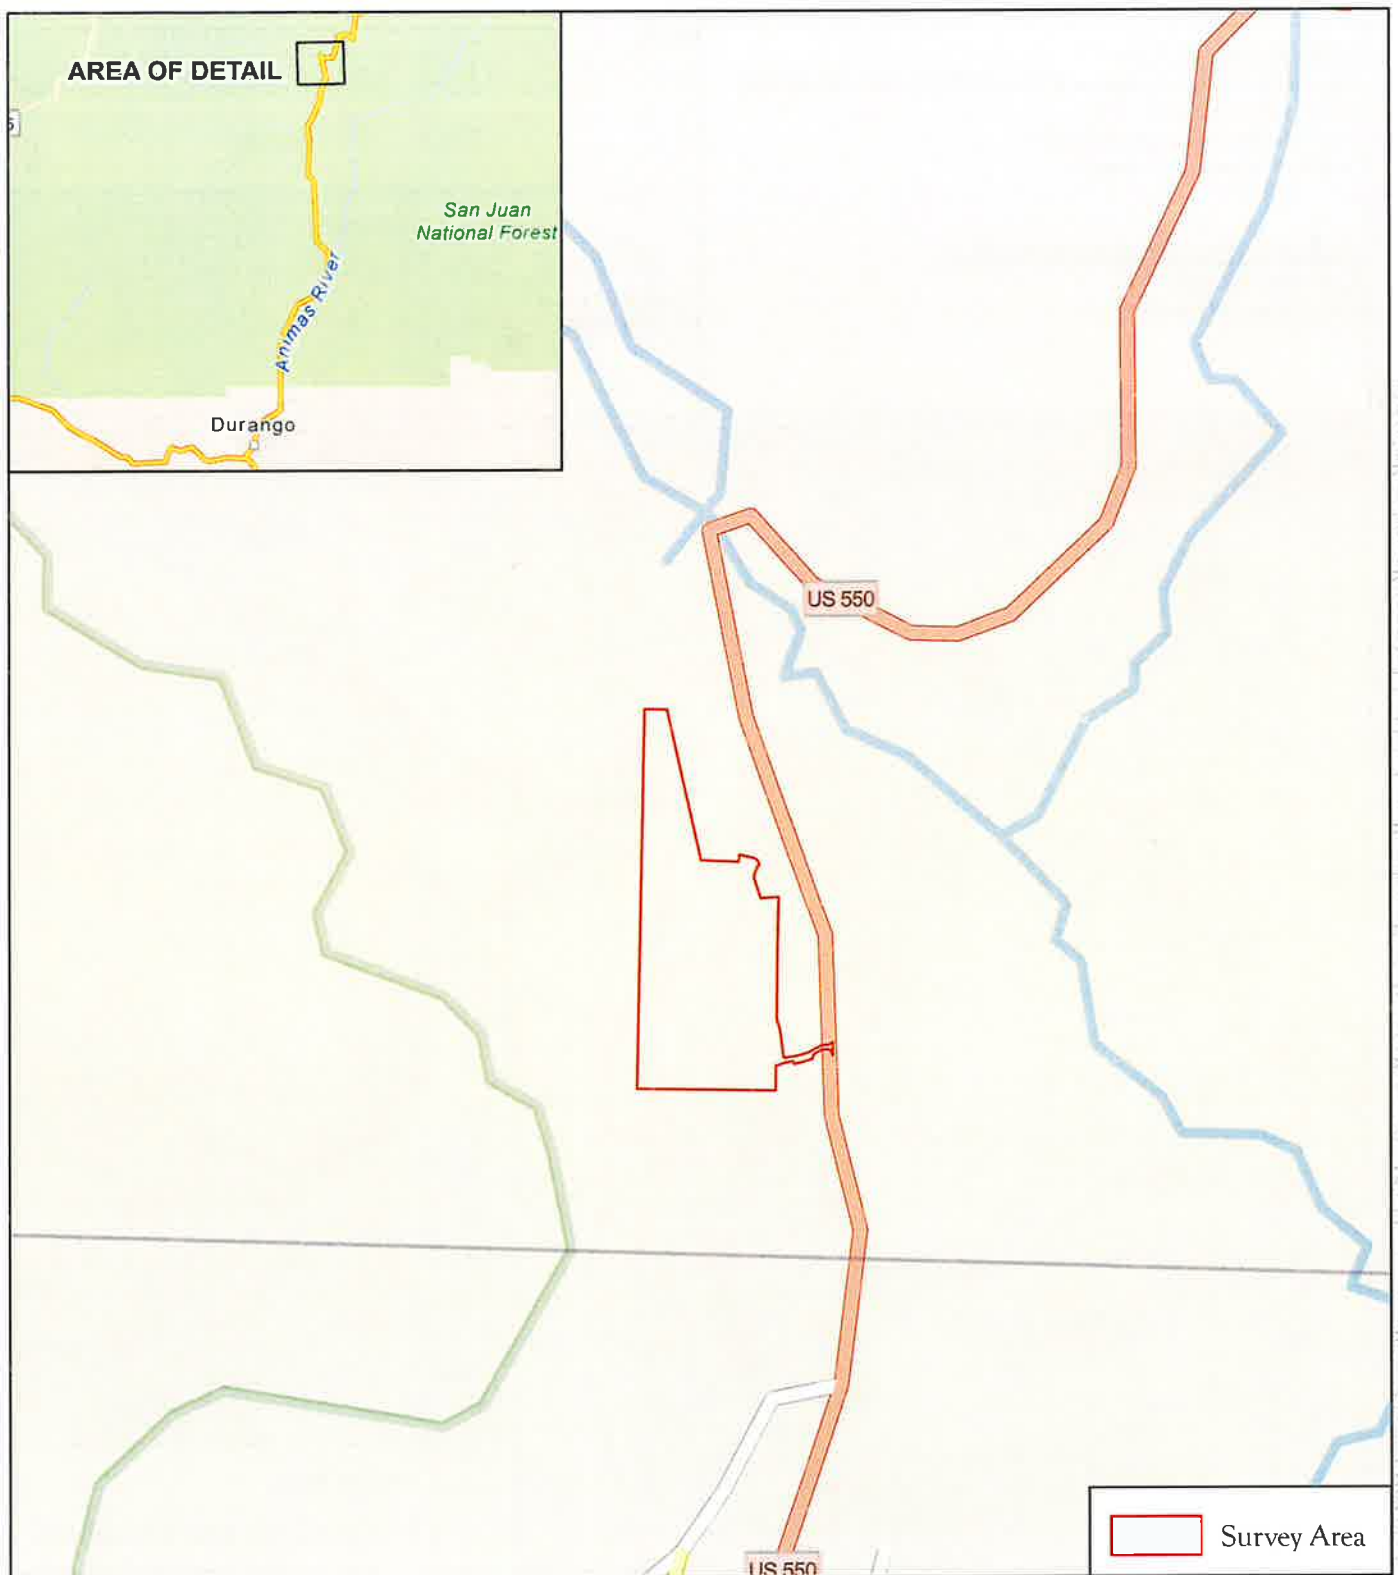 AREA OF DETAIL
San Juan
National Forest
Animas River
Durango
US 550
US 550
Survey Area